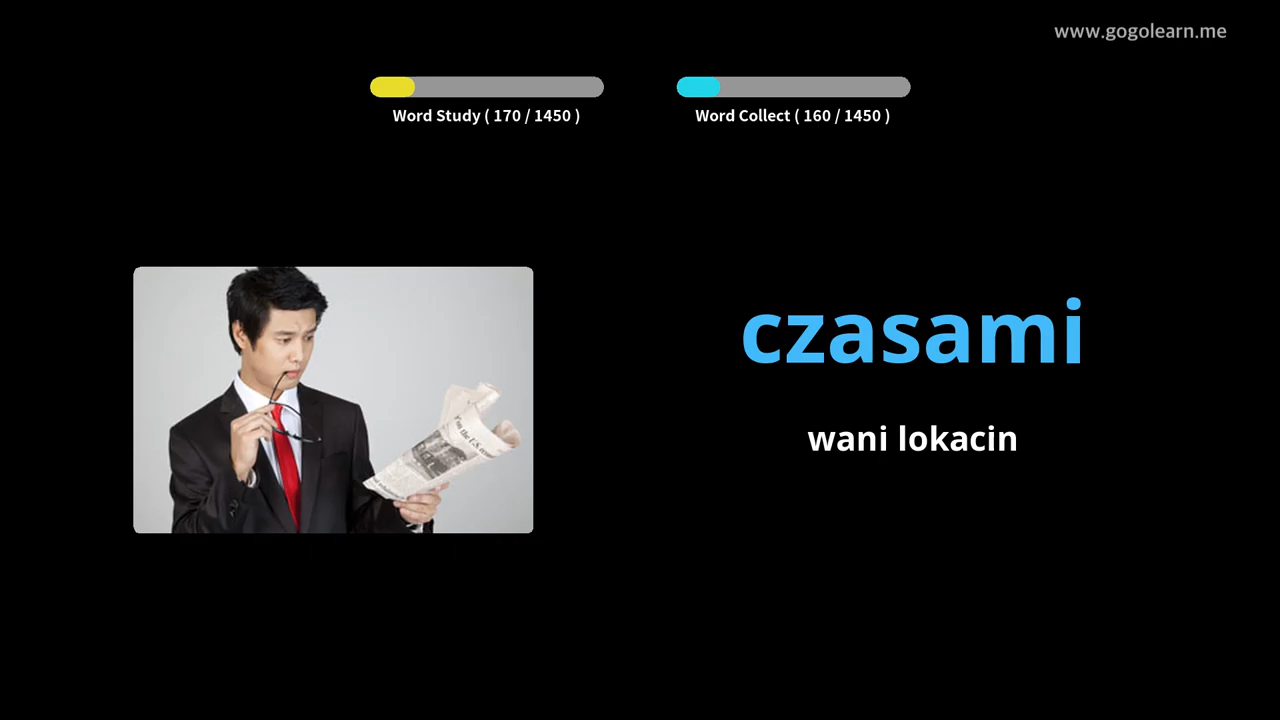 www.gogolearn.me
Word Study ( 170 / 1450 )
Word Collect ( 160 / 1450 )
czasami
wani lokacin